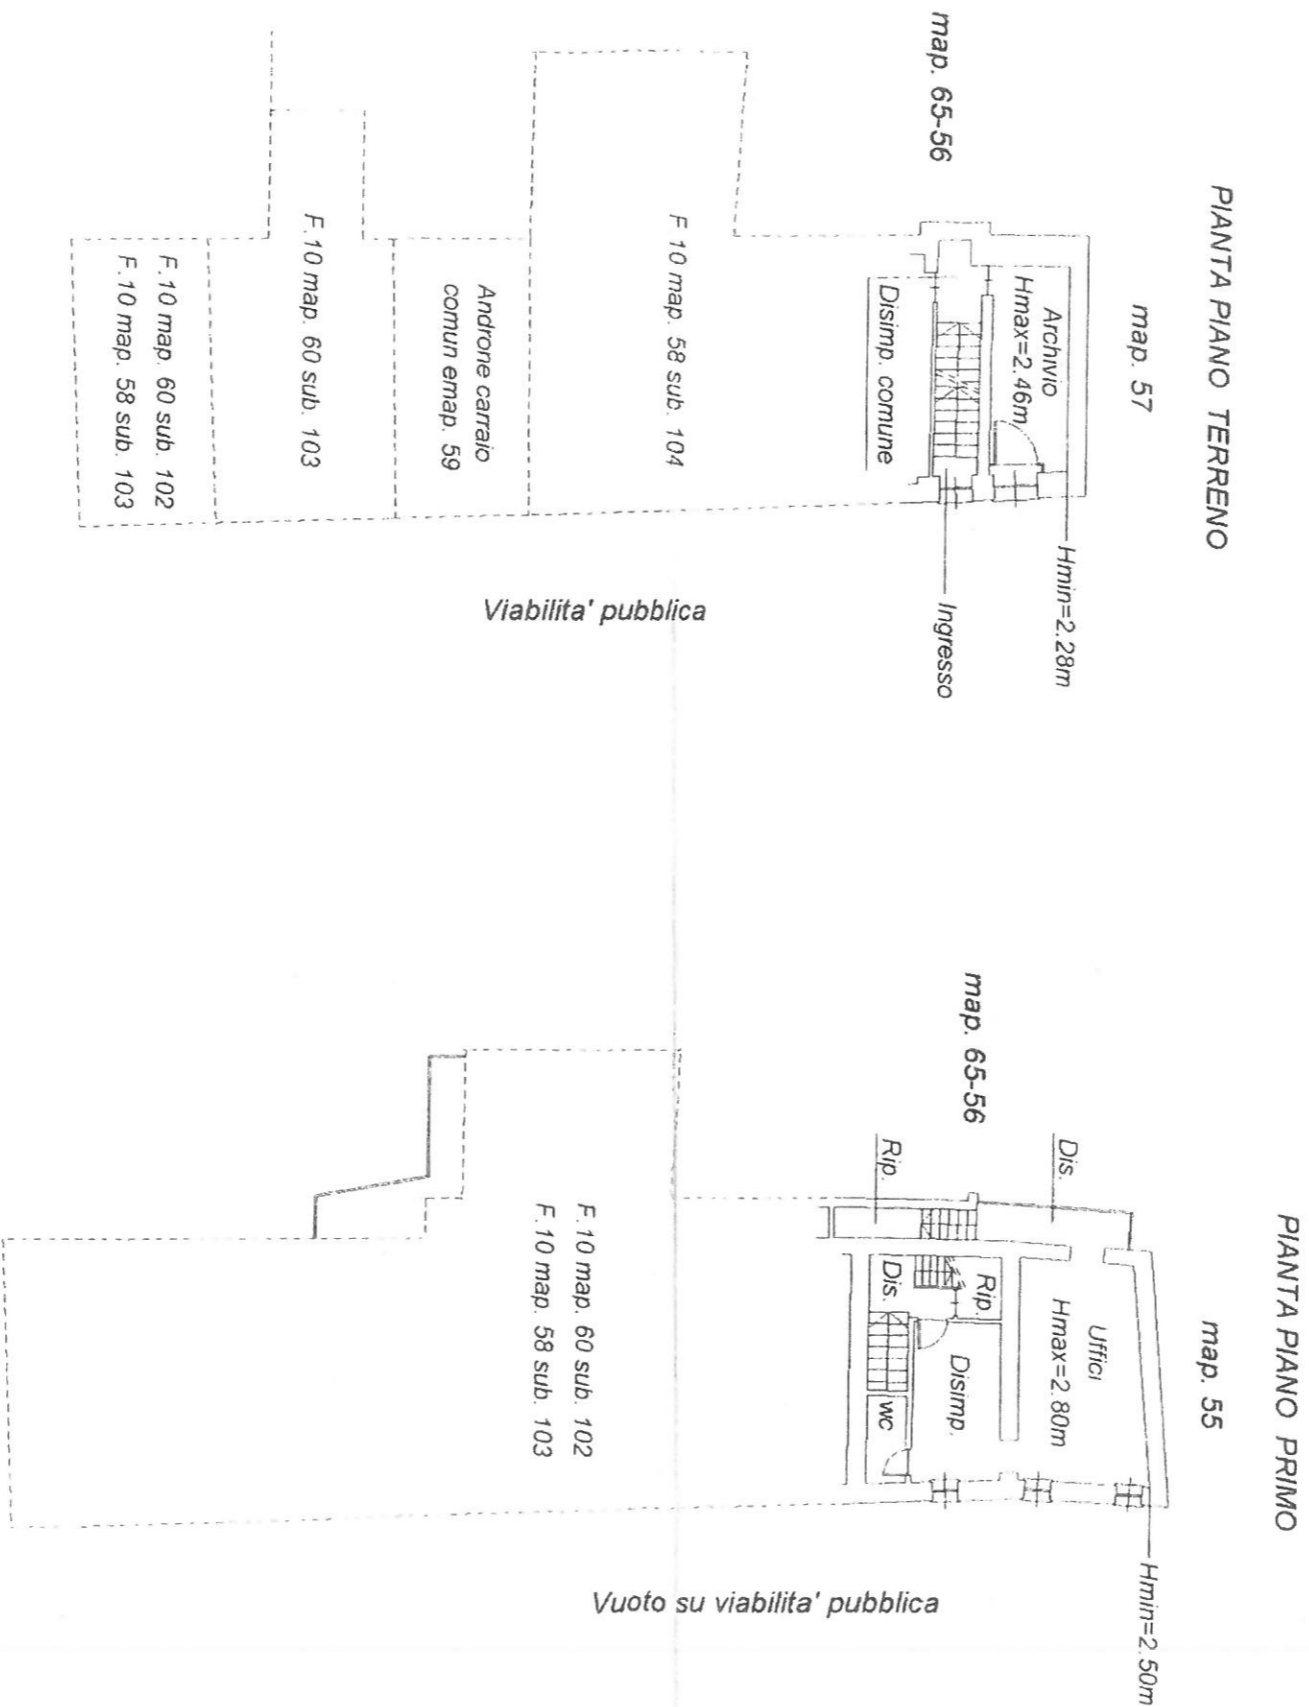 PIANTA PIANO TERRENO
map. 57
map. 65-56
Archivio
Hmax=2.46m
Hmin=2.28m
Ingresso
Disimp. comune
F 10 map. 58 sub. 104
Androne carraio
comun emap. 59
F.10 map. 60 sub. 103
F.10 map. 60 sub. 102
F.10 map. 58 sub. 103
Viabilita' pubblica
PIANTA PIANO PRIMO
map. 55
map. 65-56
Dis.
Rip.
Uffici
Hmax=2.80m
Hmin=2.50m
Rip.
Dis.
Disimp.
wc
F.10 map. 60 sub. 102
F.10 map. 58 sub. 103
Vuoto su viabilita' pubblica